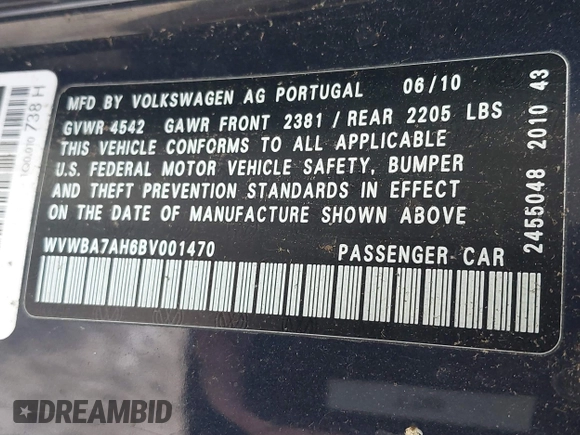 MFD BY VOLKSWAGEN AG PORTUGAL 06/10
GVWR 4542 GAWR FRONT 2381 / REAR 2205 LBS
THIS VEHICLE CONFORMS TO ALL APPLICABLE
U.S. FEDERAL MOTOR VEHICLE SAFETY, BUMPER
AND THEFT PREVENTION STANDARDS IN EFFECT
ON THE DATE OF MANUFACTURE SHOWN ABOVE
WVWBA7AH6BV001470 PASSENGER CAR
2455048 2010 43
738 H
DREAMBID